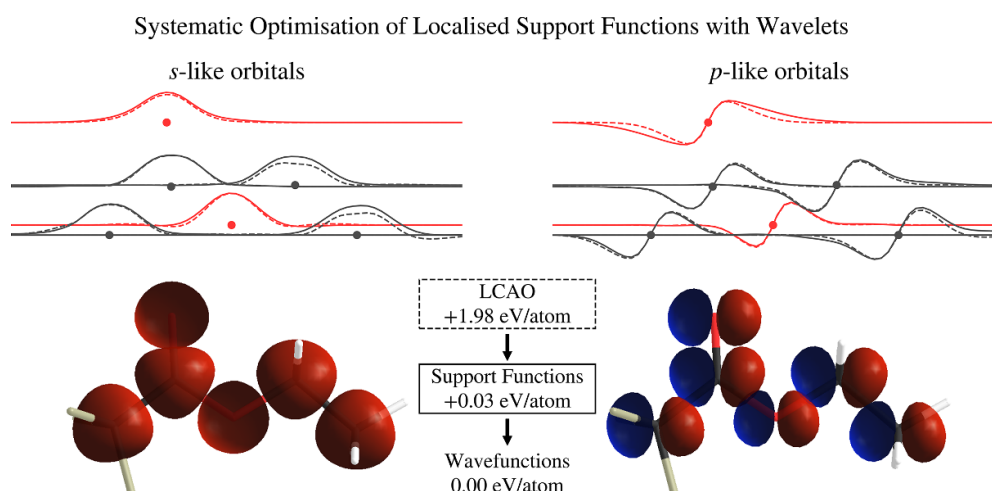 Systematic Optimisation of Localised Support Functions with Wavelets
s-like orbitals
p-like orbitals
LCAO
+1.98 eV/atom
Support Functions
+0.03 eV/atom
Wavefunctions
0.00 eV/atom